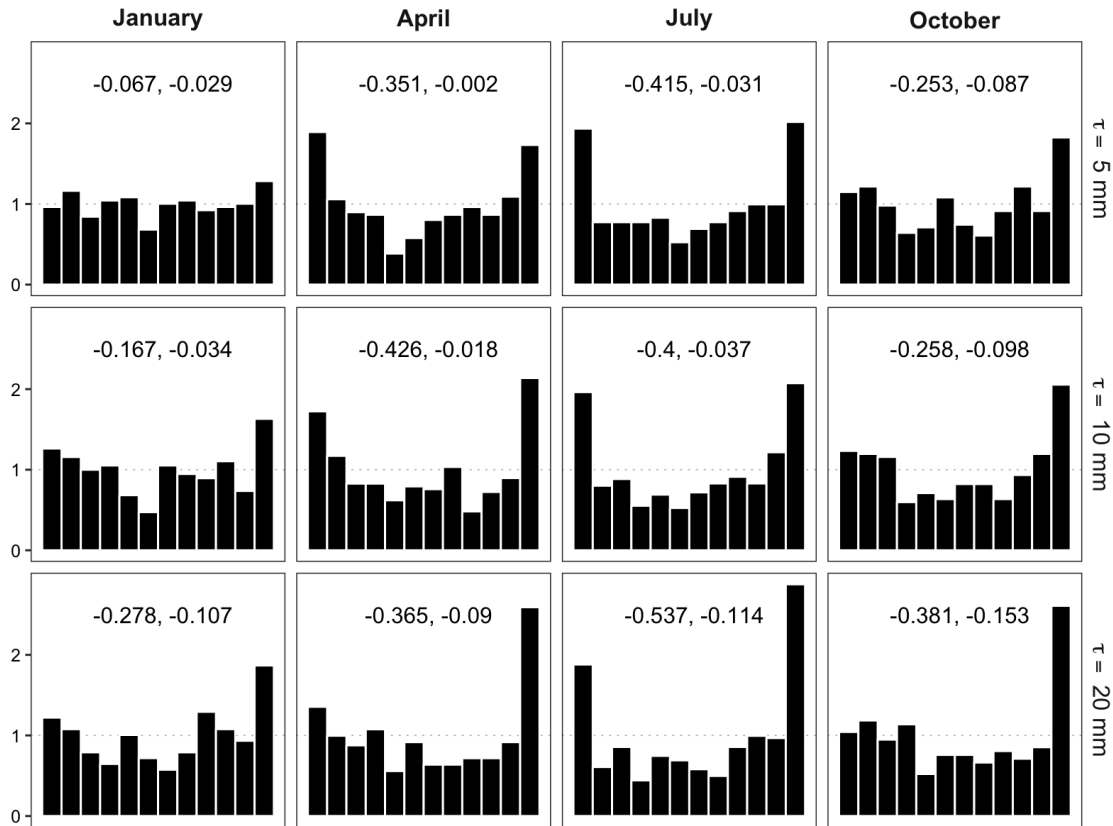 January April July October
-0.067, -0.029 -0.351, -0.002 -0.415, -0.031 -0.253, -0.087
2
1
0
τ = 5 mm
-0.167, -0.034 -0.426, -0.018 -0.4, -0.037 -0.258, -0.098
2
1
0
τ = 10 mm
-0.278, -0.107 -0.365, -0.09 -0.537, -0.114 -0.381, -0.153
2
1
0
τ = 20 mm